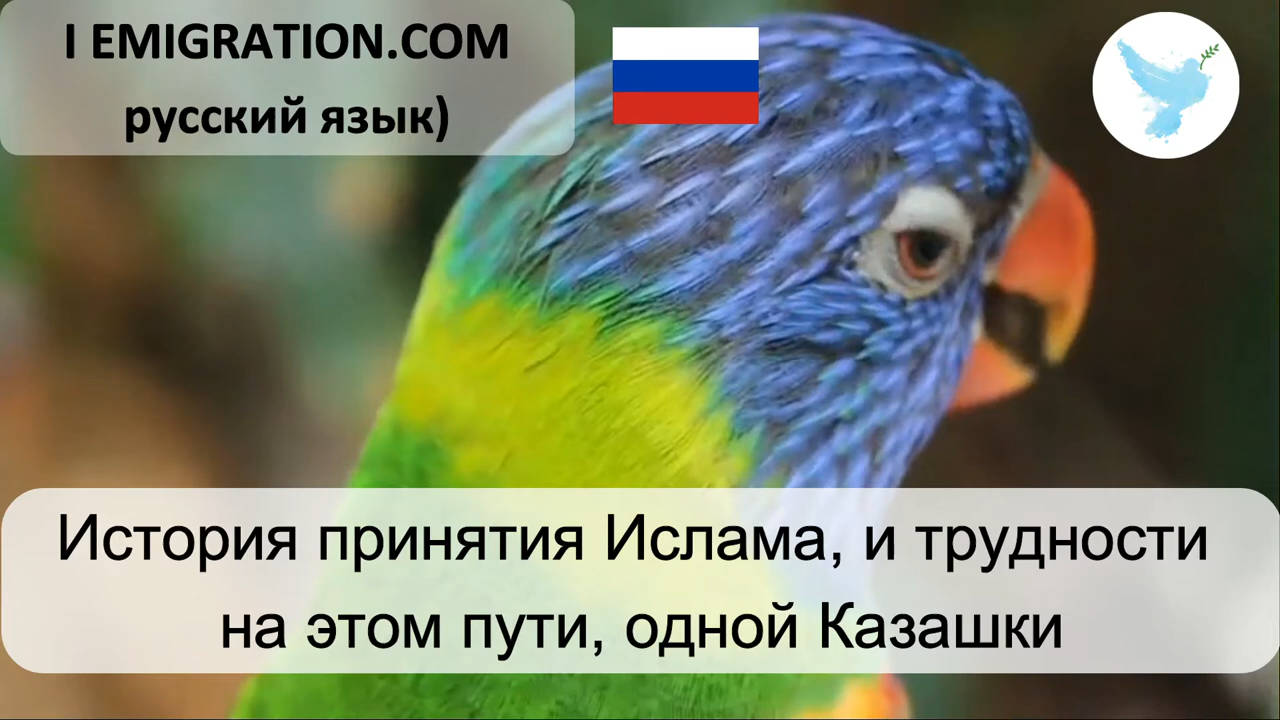 I EMIGRATION.COM
русский язык)
История принятия Ислама, и трудности
на этом пути, одной Казашки